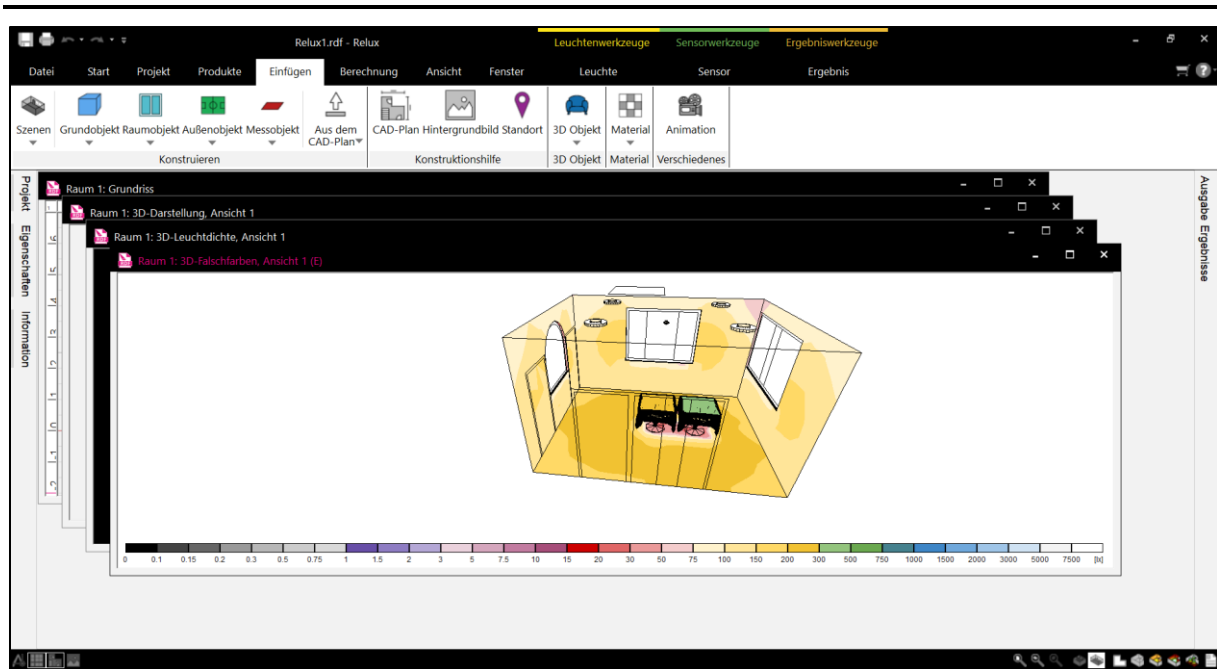 Relux1.rdf - Relux Leuchtenwerkzeuge Sensorwerkzeuge Ergebniswerkzeuge
Datei Start Projekt Produkte Einfügen Berechnung Ansicht Fenster Leuchte Sensor Ergebnis
Szenen Grundobjekt Raumobjekt Außenobjekt Messobjekt Aus dem CAD-Plan Hintergrundbild Standort 3D Objekt Material Animation
CAD-Plan
Konstruieren Konstruktionshilfe 3D Objekt Material Verschiedenes
Projekt Eigenschaften Information
Raum 1: Grundriss
Raum 1: 3D-Darstellung, Ansicht 1
Raum 1: 3D-Leuchtdichte, Ansicht 1
Raum 1: 3D-Falschfarben, Ansicht 1 (E)
0 0.1 0.15 0.2 0.3 0.5 0.75 1 1.5 2 3 5 7.5 10 15 20 30 50 75 100 150 200 300 500 750 1000 1500 2000 3000 5000 7500 [lx]
Ausgabe Ergebnisse